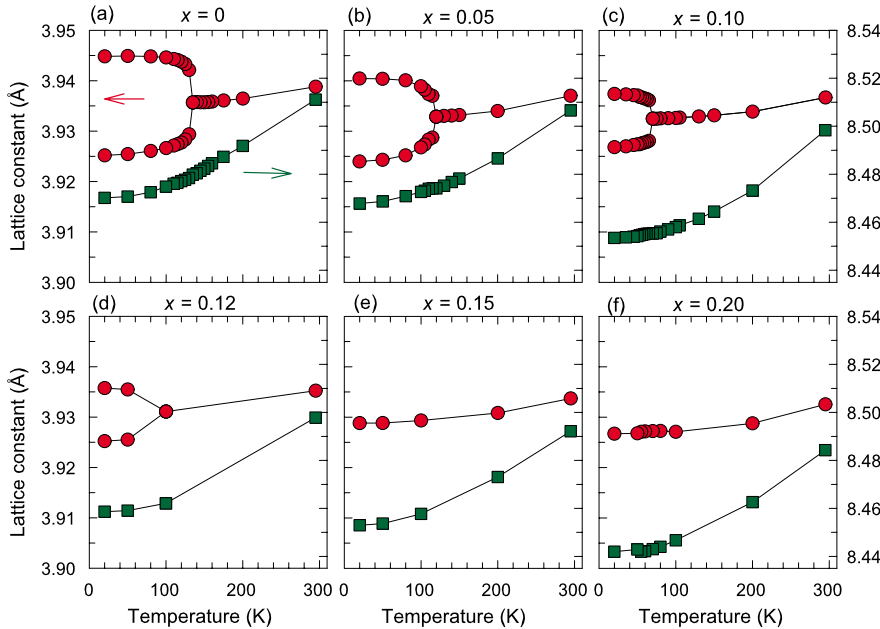 (a) x = 0
(b) x = 0.05
(c) x = 0.10
3.95
3.94
3.93
3.92
3.91
3.90
Lattice constant (Å)
8.54
8.52
8.50
8.48
8.46
8.44
(d) x = 0.12
(e) x = 0.15
(f) x = 0.20
3.95
3.94
3.93
3.92
3.91
3.90
Lattice constant (Å)
8.54
8.52
8.50
8.48
8.46
8.44
0 100 200 300
0 100 200 300
0 100 200 300
Temperature (K)
Temperature (K)
Temperature (K)